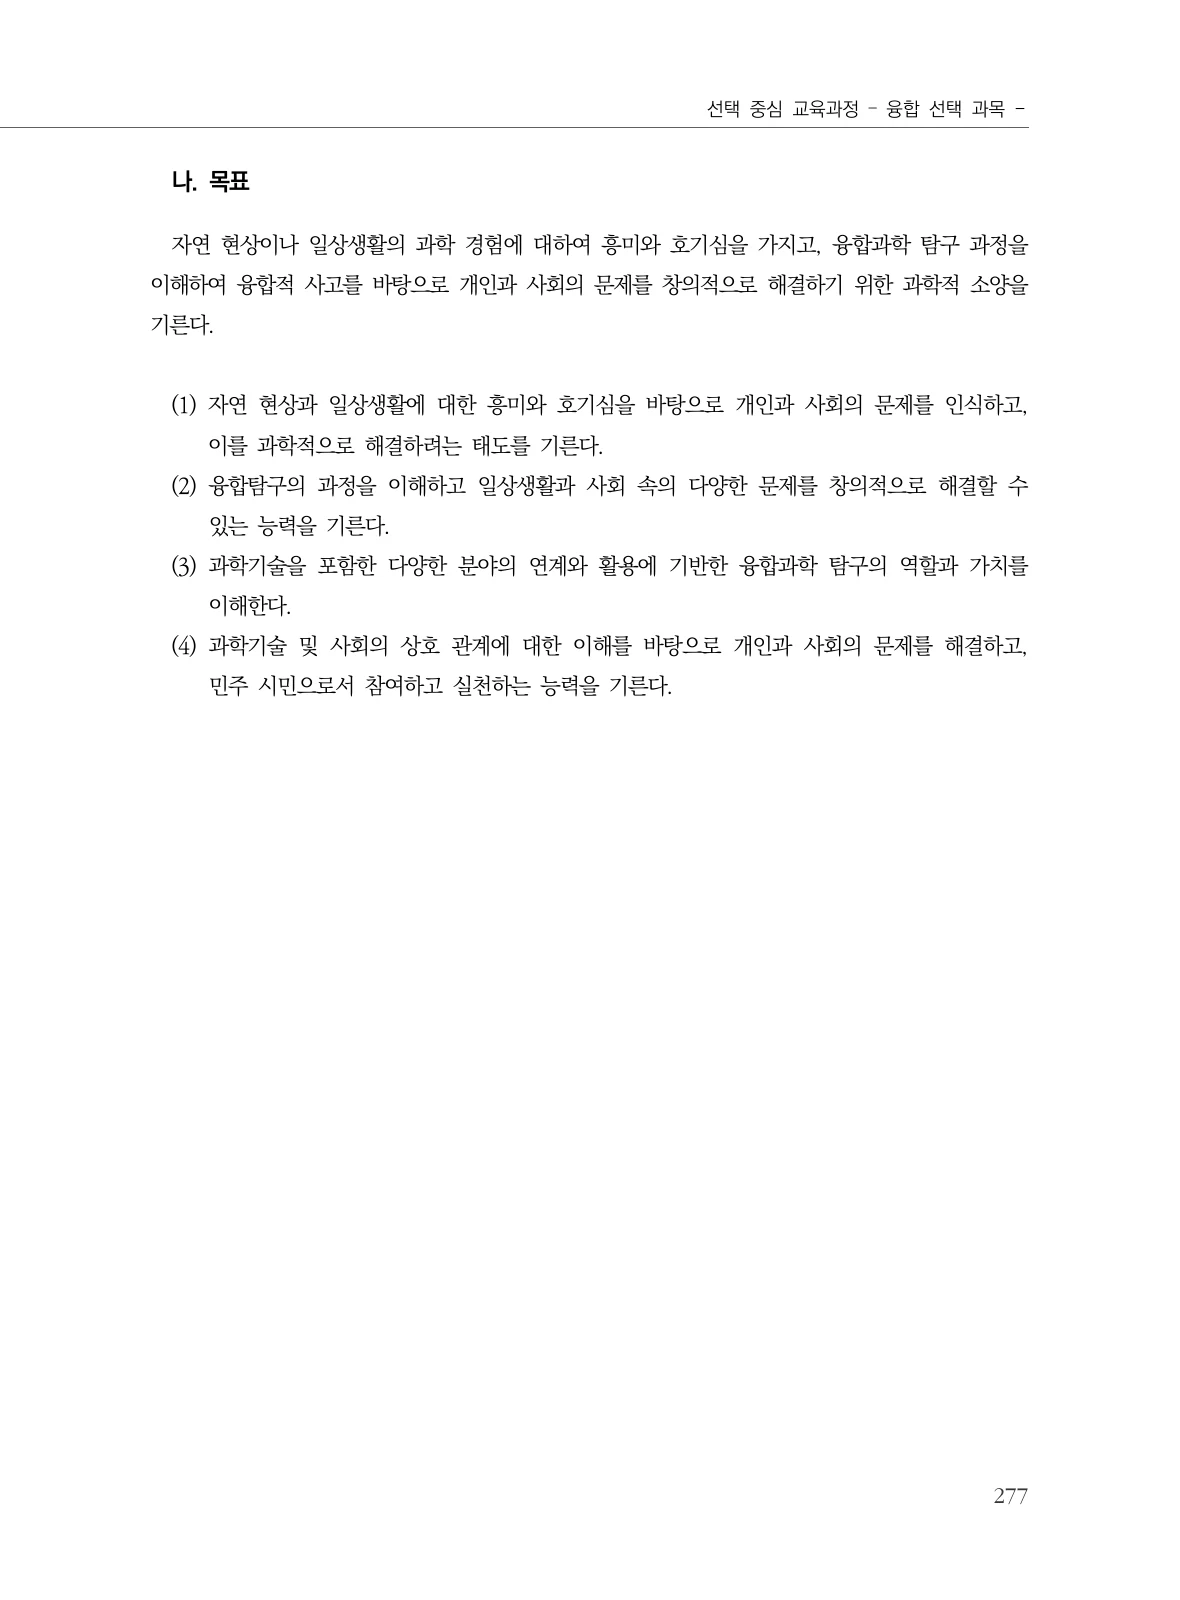 선택 중심 교육과정 - 융합 선택 과목 -
나. 목표
자연 현상이나 일상생활의 과학 경험에 대하여 흥미와 호기심을 가지고, 융합과학 탐구 과정을
이해하여 융합적 사고를 바탕으로 개인과 사회의 문제를 창의적으로 해결하기 위한 과학적 소양을
기른다.
(1) 자연 현상과 일상생활에 대한 흥미와 호기심을 바탕으로 개인과 사회의 문제를 인식하고,
이를 과학적으로 해결하려는 태도를 기른다.
(2) 융합탐구의 과정을 이해하고 일상생활과 사회 속의 다양한 문제를 창의적으로 해결할 수
있는 능력을 기른다.
(3) 과학기술을 포함한 다양한 분야의 연계와 활용에 기반한 융합과학 탐구의 역할과 가치를
이해한다.
(4) 과학기술 및 사회의 상호 관계에 대한 이해를 바탕으로 개인과 사회의 문제를 해결하고,
민주 시민으로서 참여하고 실천하는 능력을 기른다.
277